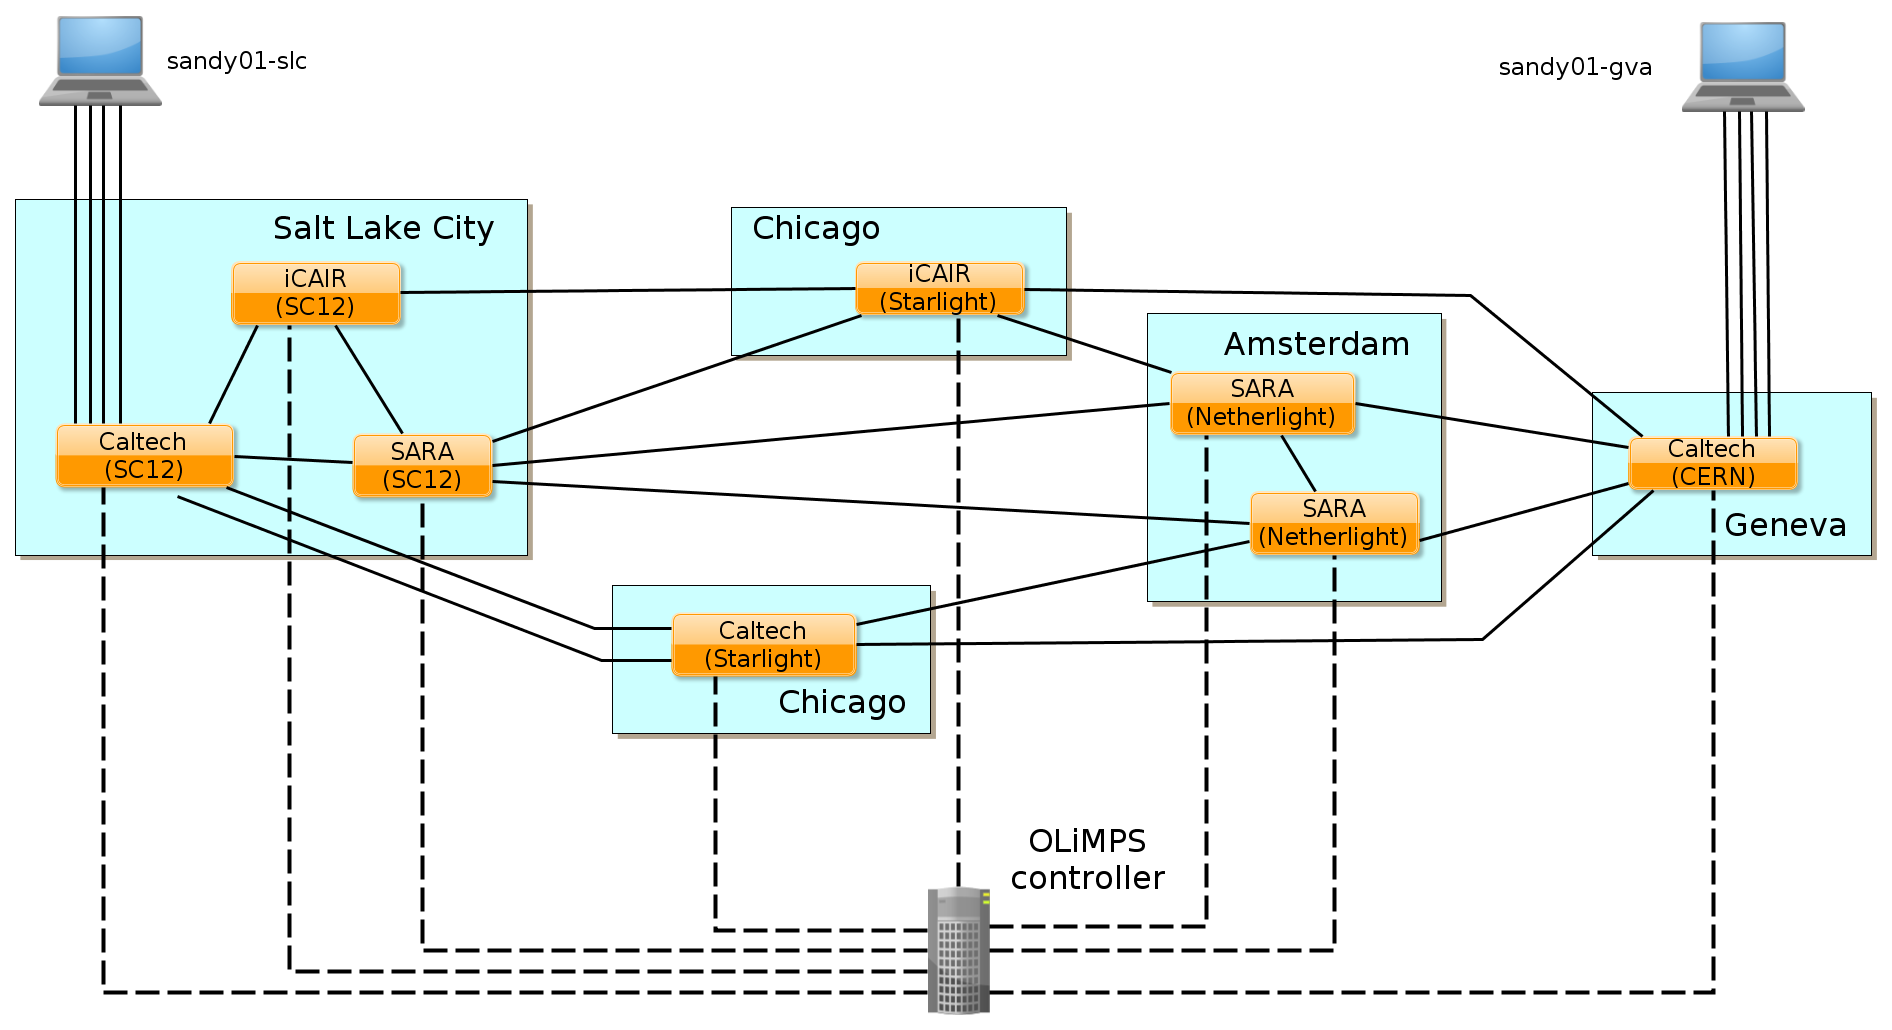 sandy01-slc
sandy01-gva
Salt Lake City
iCAIR
(SC12)
Caltech
(SC12)
SARA
(SC12)
Chicago
iCAIR
(Starlight)
Amsterdam
SARA
(Netherlight)
SARA
(Netherlight)
Caltech
(CERN)
Geneva
Caltech
(Starlight)
Chicago
OLiMPS
controller